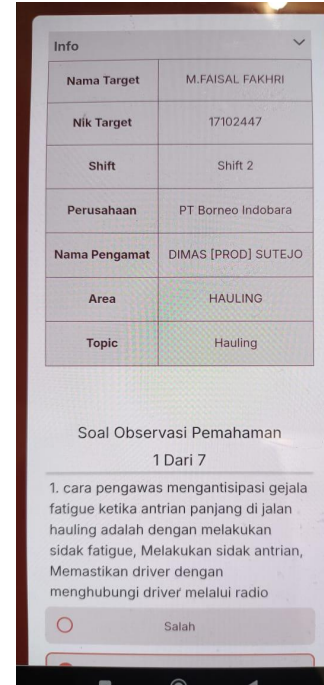 Info
Nama Target M.FAISAL FAKHRI
Nik Target 17102447
Shift Shift 2
Perusahaan PT Borneo Indobara
Nama Pengamat DIMAS [PROD] SUTEJO
Area HAULING
Topic Hauling
Soal Observasi Pemahaman
1 Dari 7
1. cara pengawas mengantisipasi gejala
fatigue ketika antrian panjang di jalan
hauling adalah dengan melakukan
sidak fatigue, Melakukan sidak antrian,
Memastikan driver dengan
menghubungi driver melalui radio
Salah